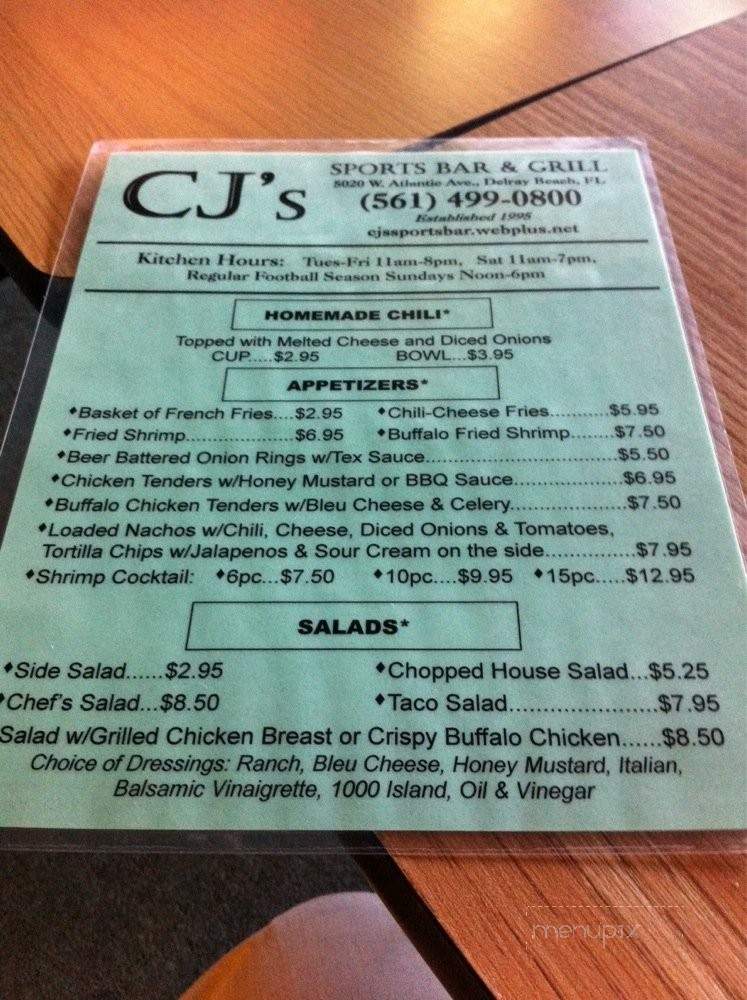 CJ's
SPORTS BAR & GRILL
5020 W. Atlantic Ave., Delray Beach, FL
(561) 499-0800
Established 1995
cjssportsbar.webplus.net
Kitchen Hours: Tues-Fri 11am-8pm, Sat 11am-7pm,
Regular Football Season Sundays Noon-6pm
HOMEMADE CHILI*
Topped with Melted Cheese and Diced Onions
CUP.....$2.95 BOWL...$3.95
APPETIZERS*
♦Basket of French Fries....$2.95 ♦Chili-Cheese Fries...........$5.95
♦Fried Shrimp......................$6.95 ♦Buffalo Fried Shrimp........$7.50
♦Beer Battered Onion Rings w/Tex Sauce.....................................$5.50
♦Chicken Tenders w/Honey Mustard or BBQ Sauce.....................$6.95
♦Buffalo Chicken Tenders w/Bleu Cheese & Celery......................$7.50
♦Loaded Nachos w/Chili, Cheese, Diced Onions & Tomatoes,
Tortilla Chips w/Jalapenos & Sour Cream on the side................$7.95
♦Shrimp Cocktail: ♦6pc...$7.50 ♦10pc....$9.95 ♦15pc.....$12.95
SALADS*
♦Side Salad......$2.95 ♦Chopped House Salad...$5.25
♦Chef's Salad...$8.50 ♦Taco Salad.......................$7.95
Salad w/Grilled Chicken Breast or Crispy Buffalo Chicken......$8.50
Choice of Dressings: Ranch, Bleu Cheese, Honey Mustard, Italian,
Balsamic Vinaigrette, 1000 Island, Oil & Vinegar
menupix